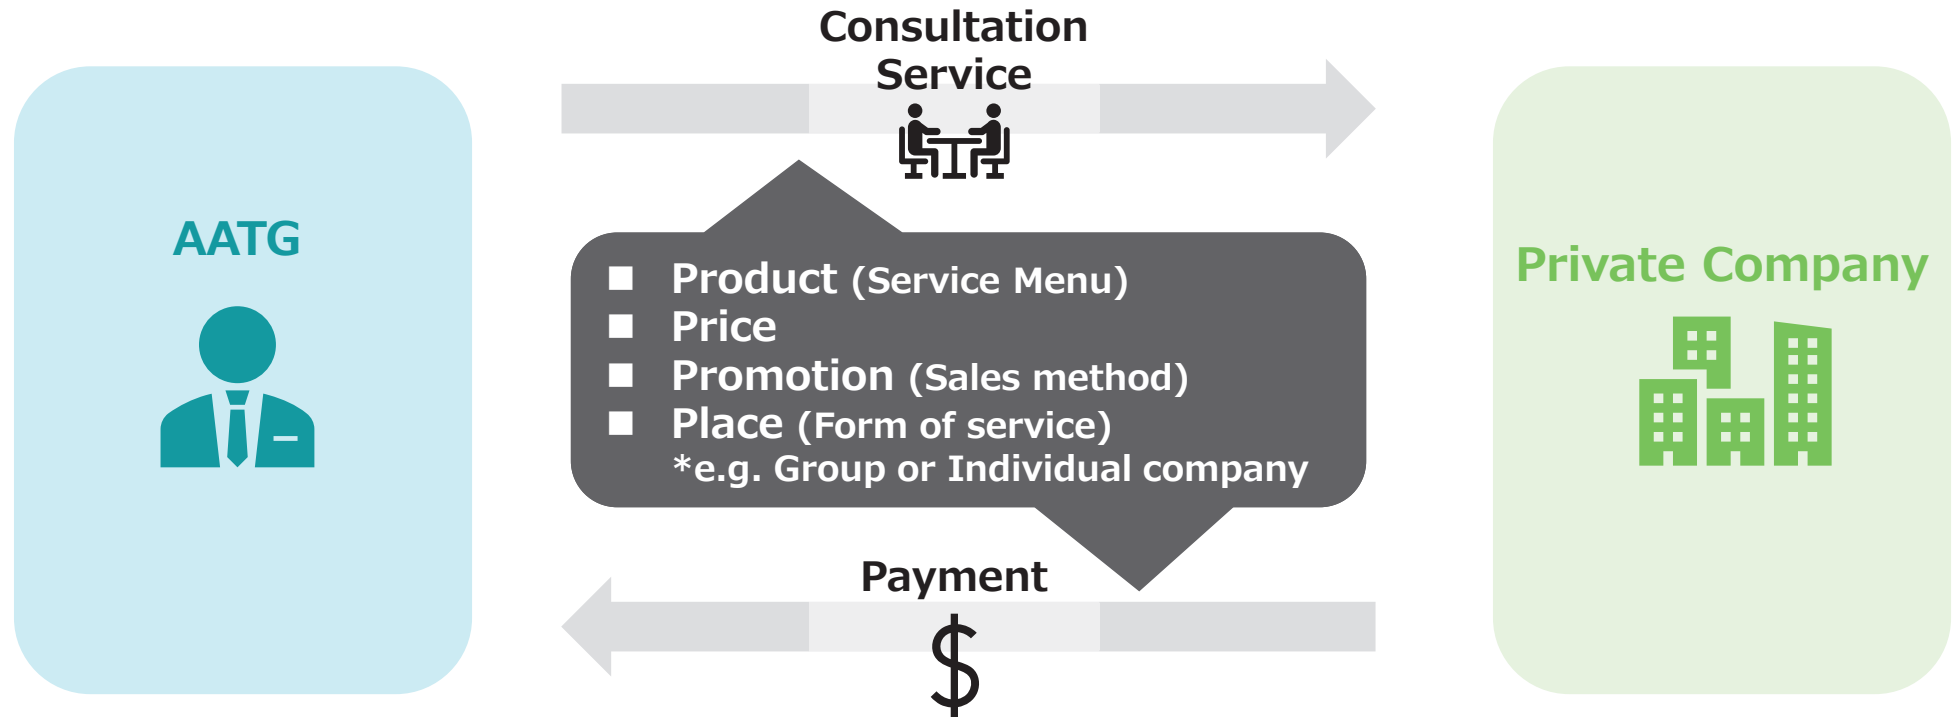 Consultation
Service
AATG
■ Product (Service Menu)
■ Price
■ Promotion (Sales method)
■ Place (Form of service)
*e.g. Group or Individual company
Private Company
Payment
$